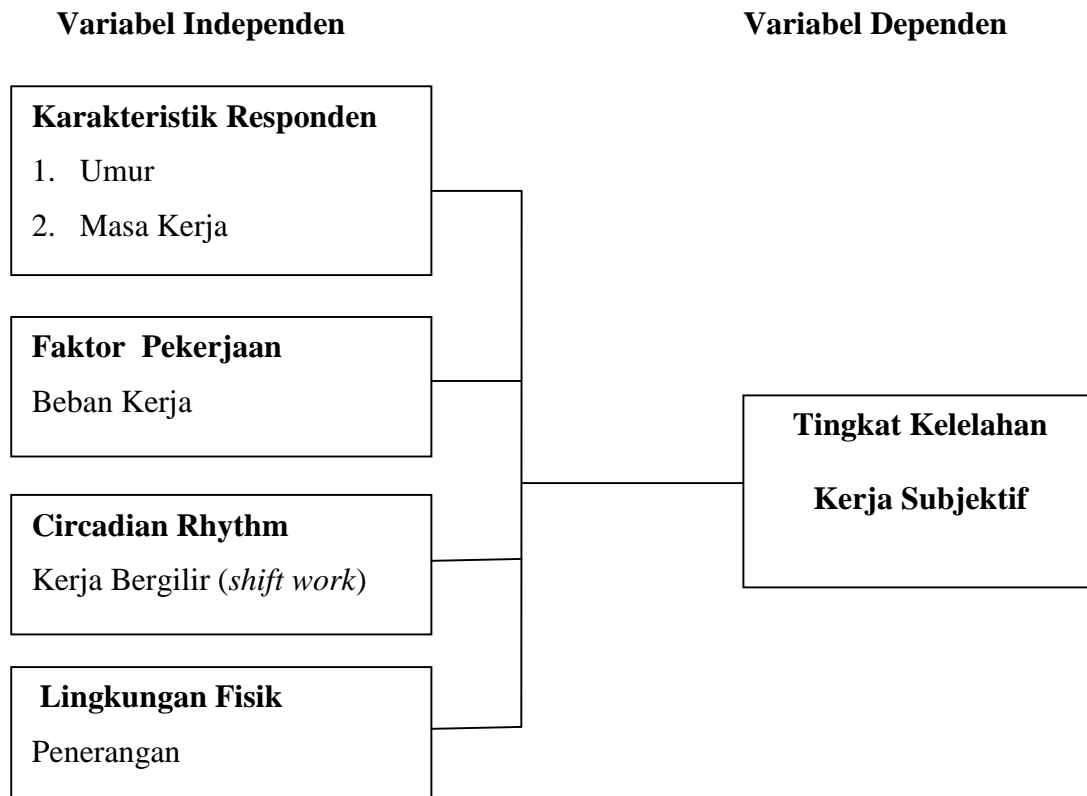 Variabel Independen
Variabel Dependen
Karakteristik Responden
1. Umur
2. Masa Kerja
Faktor Pekerjaan
Beban Kerja
Circadian Rhythm
Kerja Bergilir (shift work)
Lingkungan Fisik
Penerangan
Tingkat Kelelahan
Kerja Subjektif